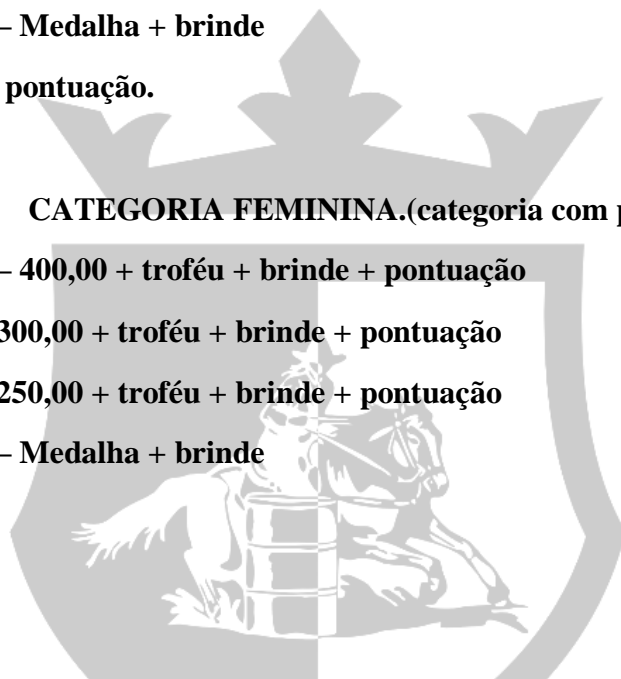 – Medalha + brinde
pontuação.
CATEGORIA FEMININA.(categoria com
– 400,00 + troféu + brinde + pontuação
300,00 + troféu + brinde + pontuação
250,00 + troféu + brinde + pontuação
– Medalha + brinde